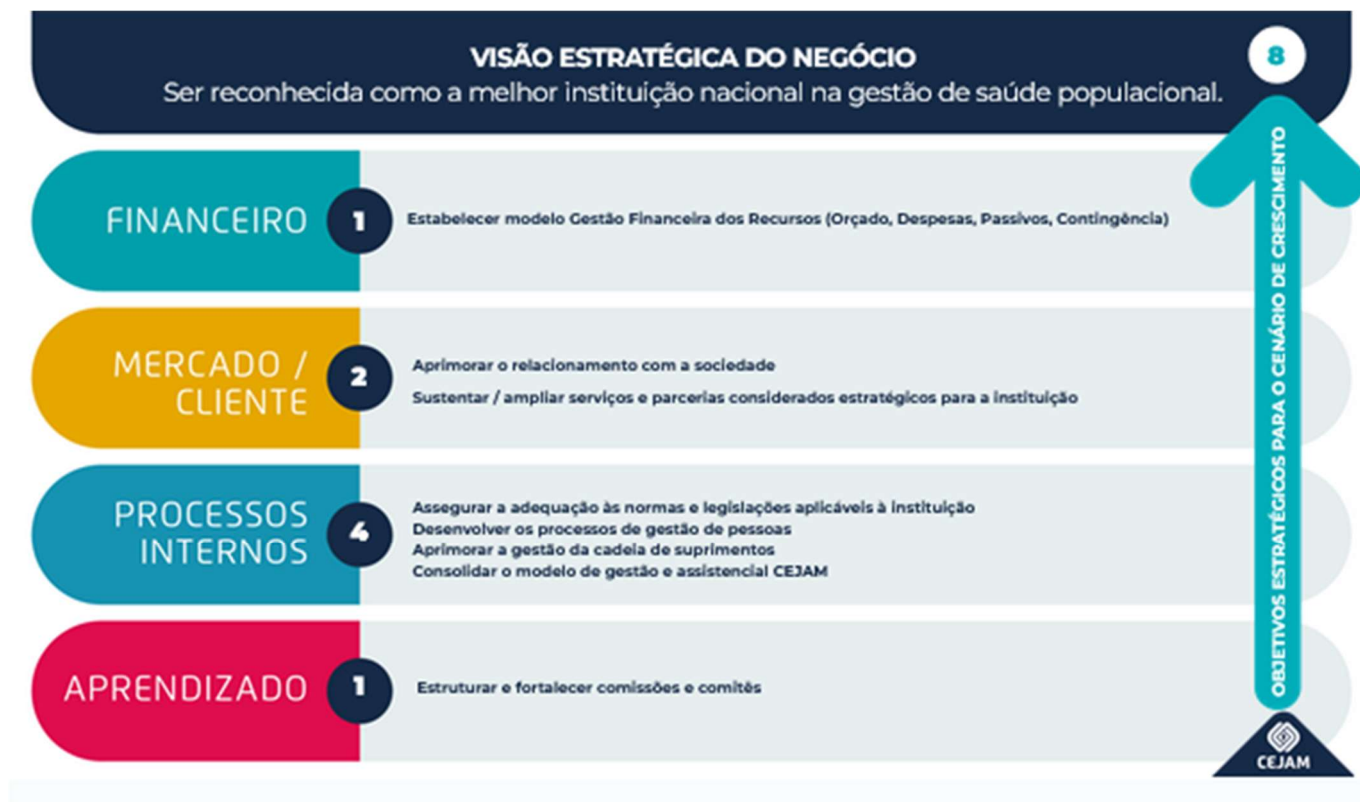 VISÃO ESTRATÉGICA DO NEGÓCIO
8
Ser reconhecida como a melhor instituição nacional na gestão de saúde populacional.
FINANCEIRO
1
Estabelecer modelo Gestão Financeira dos Recursos (Orçado, Despesas, Passivos, Contingência)
MERCADO /
CLIENTE
2
Aprimorar o relacionamento com a sociedade
Sustentar / ampliar serviços e parcerias considerados estratégicos para a instituição
PROCESSOS
INTERNOS
4
Assegurar a adequação às normas e legislações aplicáveis à instituição
Desenvolver os processos de gestão de pessoas
Aprimorar a gestão da cadeia de suprimentos
Consolidar o modelo de gestão e assistencial CEJAM
APRENDIZADO
1
Estruturar e fortalecer comissões e comitês
OBJETIVOS ESTRATÉGICOS PARA O CENÁRIO DE CRESCIMENTO
CEJAM